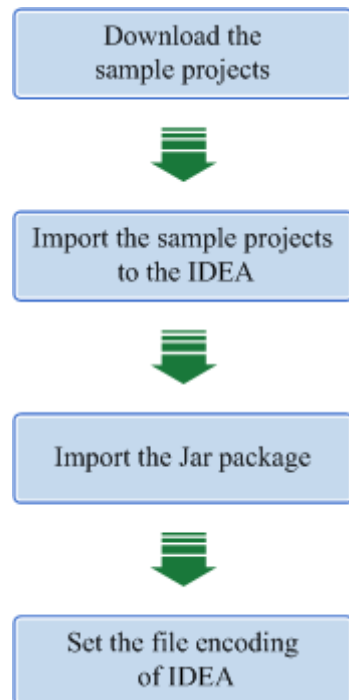 Download the
sample projects
Import the sample projects
to the IDEA
Import the Jar package
Set the file encoding
of IDEA